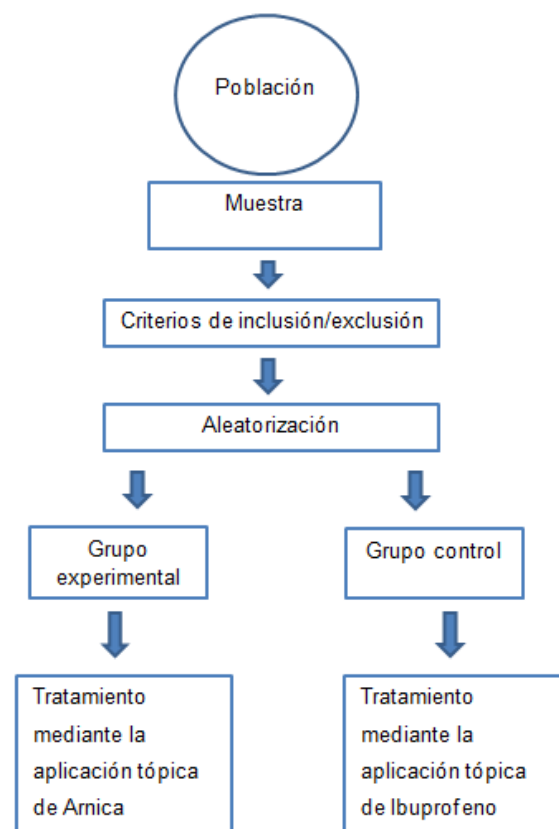 Población
Muestra
Criterios de inclusión/exclusión
Aleatorización
Grupo
experimental
Grupo control
Tratamiento
mediante la
aplicación tópica
de Arnica
Tratamiento
mediante la
aplicación tópica
de Ibuprofeno